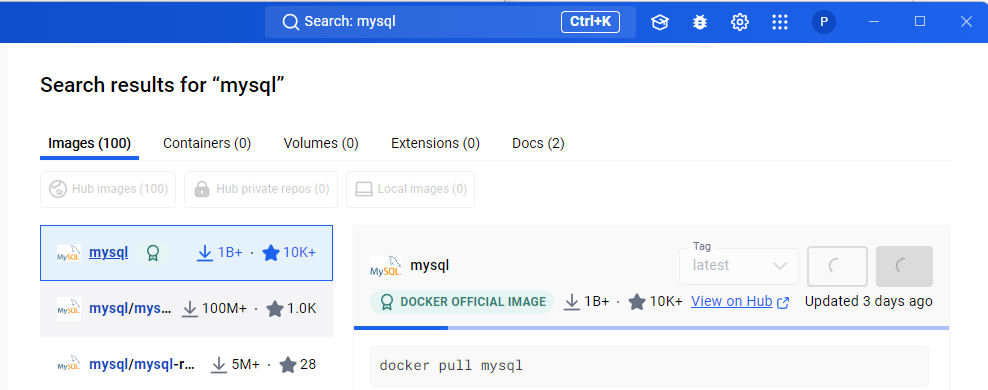 Search: mysql Ctrl+K P
Search results for “mysql”
Images (100) Containers (0) Volumes (0) Extensions (0) Docs (2)
Hub images (100) Hub private repos (0) Local images (0)
MySQL mysql 1B+ · 10K+
MySQL mysql/mys... 100M+ · 1.0K
MySQL mysql/mysql-r... 5M+ · 28
Tag
MySQL mysql latest
DOCKER OFFICIAL IMAGE 1B+ · 10K+ View on Hub Updated 3 days ago
docker pull mysql